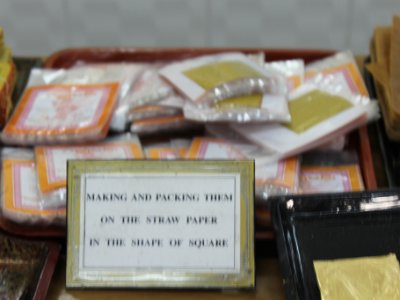 MAKING AND PACKING THEM
ON THE STRAW PAPER
IN THE SHAPE OF SQUARE